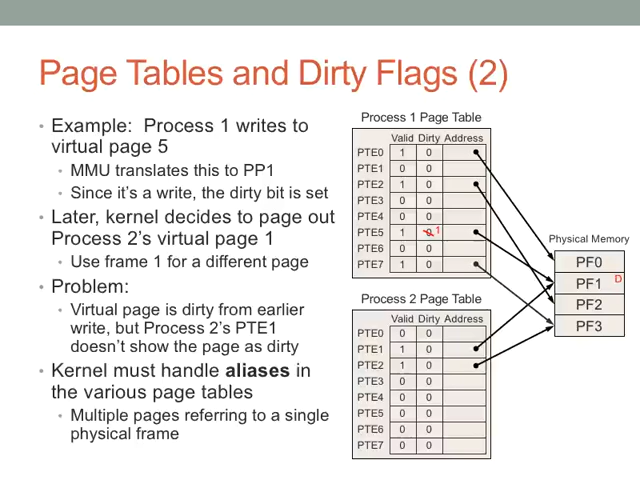 Page Tables and Dirty Flags (2)
• Example: Process 1 writes to
virtual page 5
• MMU translates this to PP1
• Since it's a write, the dirty bit is set
• Later, kernel decides to page out
Process 2's virtual page 1
• Use frame 1 for a different page
• Problem:
• Virtual page is dirty from earlier
write, but Process 2's PTE1
doesn't show the page as dirty
• Kernel must handle aliases in
the various page tables
• Multiple pages referring to a single
physical frame
Process 1 Page Table
Valid Dirty Address
PTE0 1 0
PTE1 0 0
PTE2 1 0
PTE3 0 0
PTE4 0 0
PTE5 1 0 1
PTE6 0 0
PTE7 1 0
Process 2 Page Table
Valid Dirty Address
PTE0 0 0
PTE1 1 0
PTE2 1 0
PTE3 0 0
PTE4 0 0
PTE5 0 0
PTE6 0 0
PTE7 0 0
Physical Memory
PF0
PF1 D
PF2
PF3